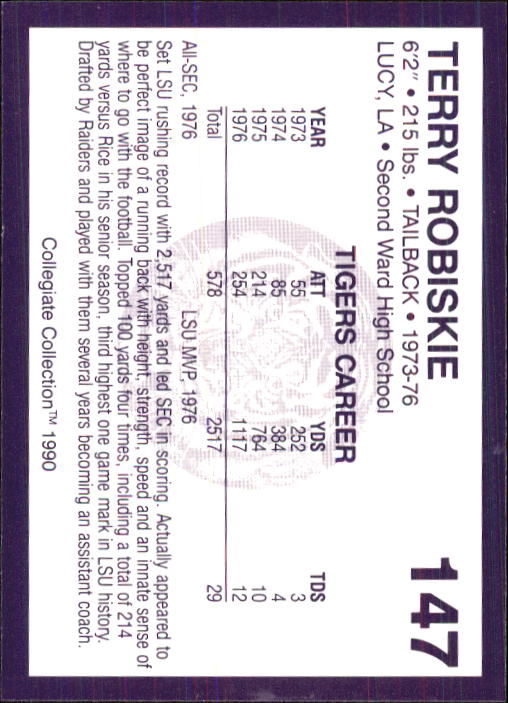 TERRY ROBISKIE 147
6'2" • 215 lbs. • TAILBACK • 1973-76
LUCY, LA • Second Ward High School
TIGERS CAREER
YEAR ATT YDS TDS
1973 55 252 3
1974 85 384 4
1975 214 764 10
1976 254 1117 12
Total 578 2517 29
All-SEC, 1976 LSU MVP, 1976
Set LSU rushing record with 2,517 yards and led SEC in scoring. Actually appeared to
be perfect image of a running back with height, strength, speed and an innate sense of
where to go with the football. Topped 100 yards four times, including a total of 214
yards versus Rice in his senior season, third highest one game mark in LSU history.
Drafted by Raiders and played with them several years becoming an assistant coach.
Collegiate Collection™ 1990